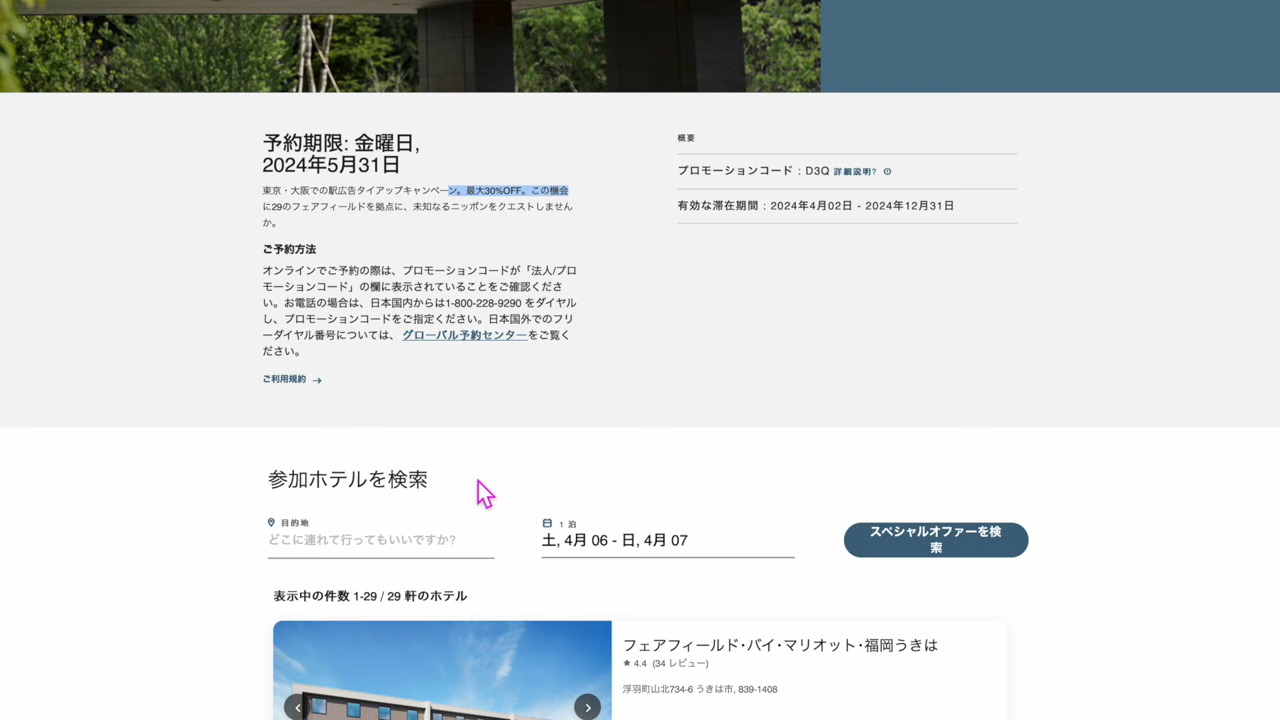 予約期限: 金曜日,
2024年5月31日
東京・大阪での駅広告タイアップキャンペーン。最大30%OFF。この機会
に29のフェアフィールドを拠点に、未知なるニッポンをクエストしません
か。
ご予約方法
オンラインでご予約の際は、プロモーションコードが「法人/プロ
モーションコード」の欄に表示されていることをご確認くださ
い。お電話の場合は、日本国内からは1-800-228-9290 をダイヤル
し、プロモーションコードをご指定ください。日本国外でのフリ
ーダイヤル番号については、 グローバル予約センターをご覧く
ださい。
ご利用規約
概要
プロモーションコード : D3Q 詳細説明?
有効な滞在期間 : 2024年4月02日 - 2024年12月31日
参加ホテルを検索
目的地
どこに連れて行ってもいいですか?
1 泊
土, 4月 06 - 日, 4月 07
スペシャルオファーを検
索
表示中の件数 1-29 / 29 軒のホテル
フェアフィールド・バイ・マリオット・福岡うきは
★ 4.4 (34 レビュー)
浮羽町山北734-6 うきは市, 839-1408